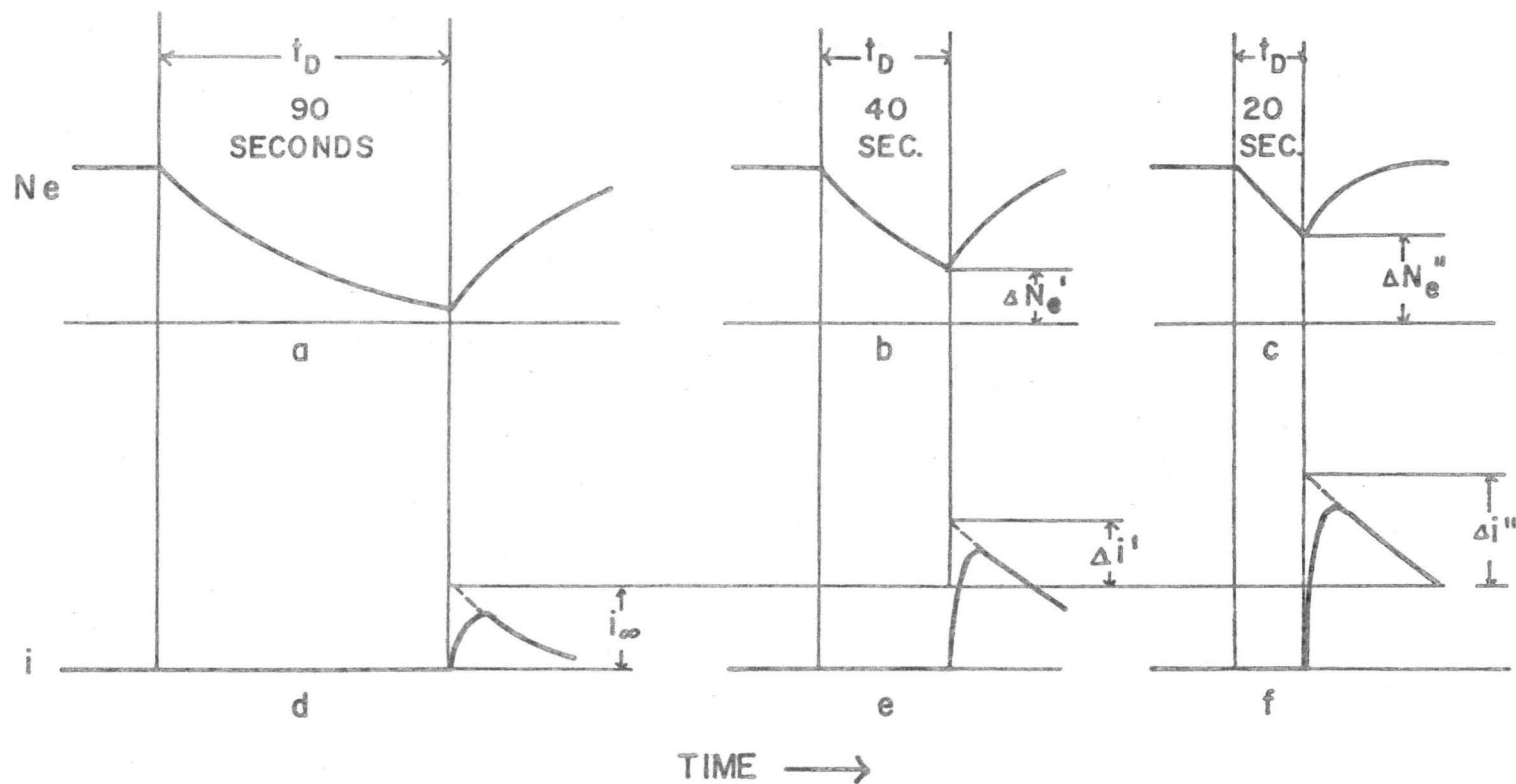 t_D
90
SECONDS
t_D
40
SEC.
t_D
20
SEC.
Ne
ΔN_e'
ΔN_e"
a
b
c
i_∞
Δi'
Δi"
i
d
e
f
TIME